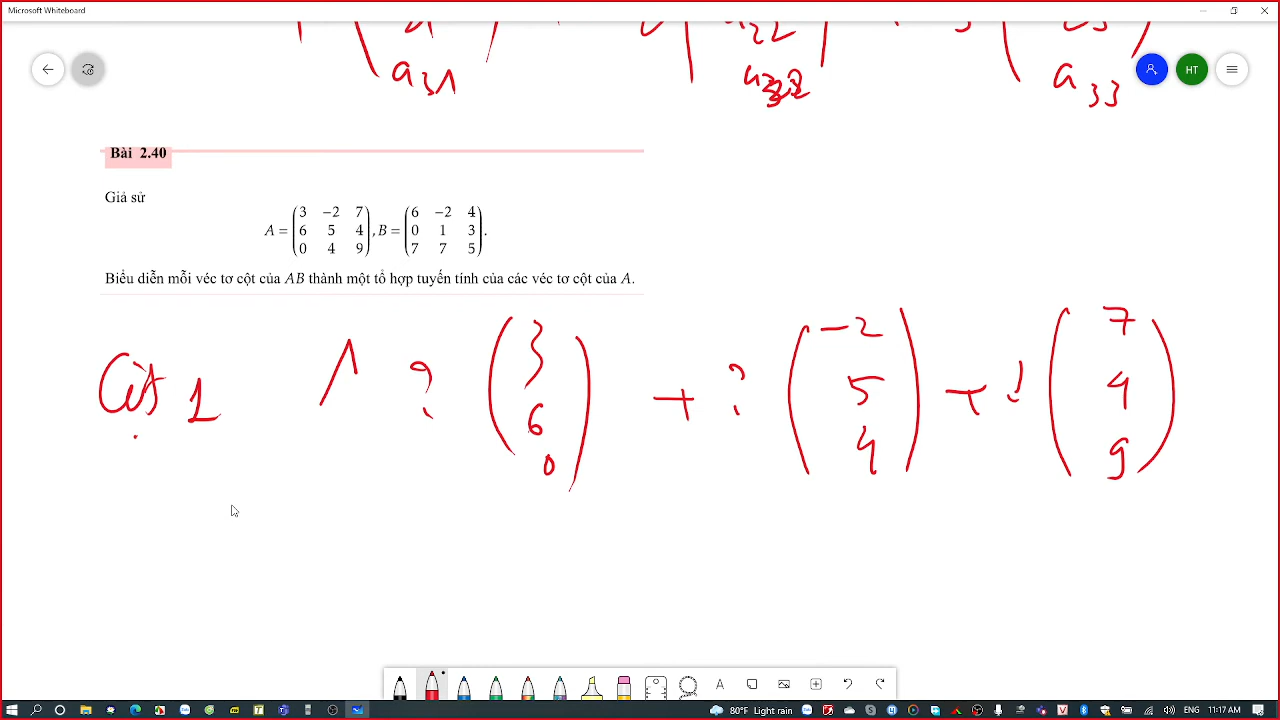 Microsoft Whiteboard
a31 a33
HT
Bài 2.40
Giả sử
A = (3 −2 7
6 5 4
0 4 9), B = (6 −2 4
0 1 3
7 7 5).
Biểu diễn mỗi véc tơ cột của AB thành một tổ hợp tuyến tính của các véc tơ cột của A.
Cột 1 ? (3 6 0) + ? (−2 5 4) + ? (7 4 9)
80°F Light rain ENG 11:17 AM